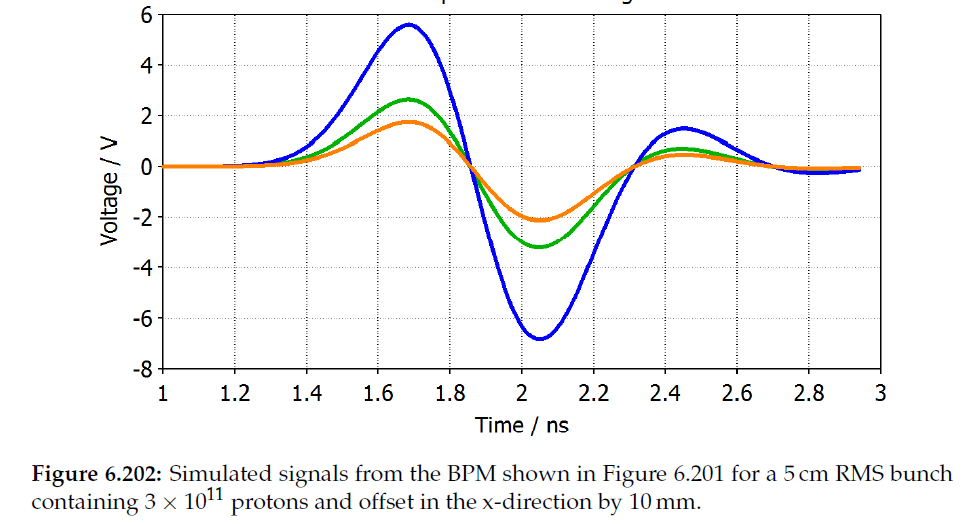 6
4
2
0
-2
-4
-6
-8
Voltage / V
1 1.2 1.4 1.6 1.8 2 2.2 2.4 2.6 2.8 3
Time / ns
Figure 6.202: Simulated signals from the BPM shown in Figure 6.201 for a 5 cm RMS bunch
containing 3 × 10¹¹ protons and offset in the x-direction by 10 mm.